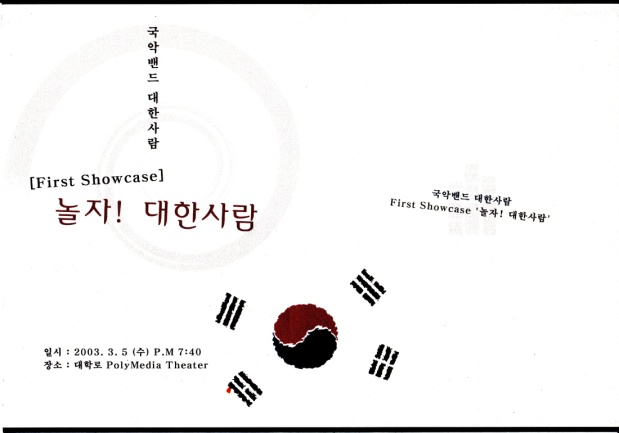 국악밴드 대한사람
[First Showcase]
놀자! 대한사람
국악밴드 대한사람
First Showcase '놀자! 대한사람'
일시 : 2003. 3. 5 (수) P.M 7:40
장소 : 대학로 PolyMedia Theater